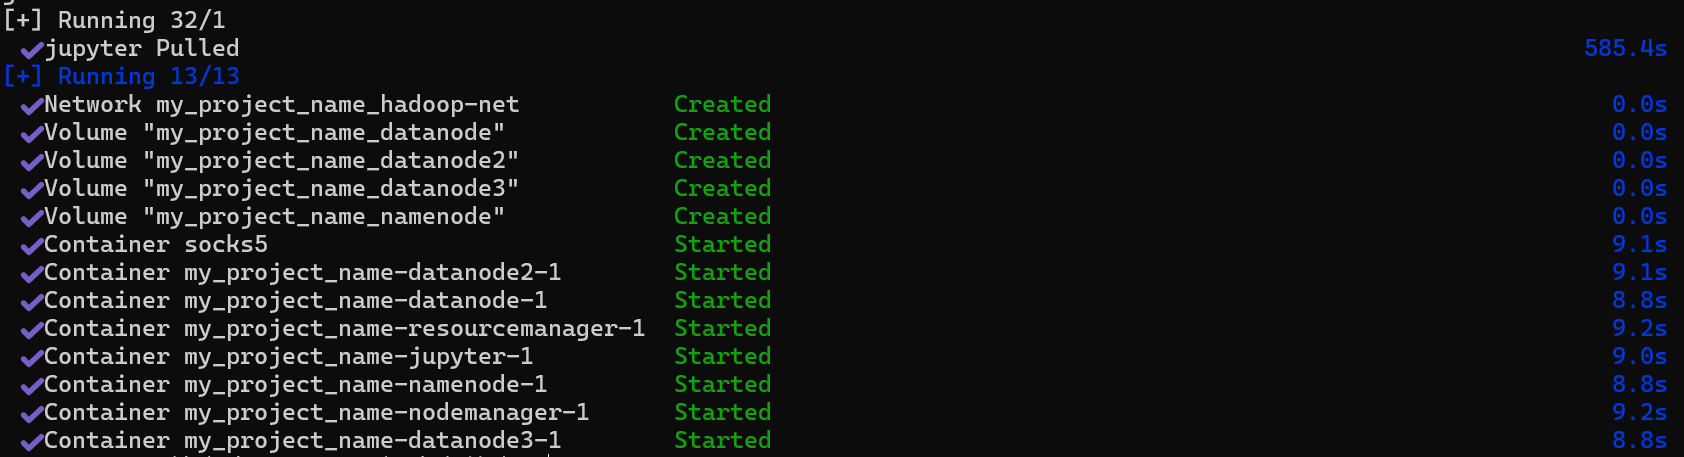 [+] Running 32/1
✔jupyter Pulled 585.4s
[+] Running 13/13
✔Network my_project_name_hadoop-net Created 0.0s
✔Volume "my_project_name_datanode" Created 0.0s
✔Volume "my_project_name_datanode2" Created 0.0s
✔Volume "my_project_name_datanode3" Created 0.0s
✔Volume "my_project_name_namenode" Created 0.0s
✔Container socks5 Started 9.1s
✔Container my_project_name-datanode2-1 Started 9.1s
✔Container my_project_name-datanode-1 Started 8.8s
✔Container my_project_name-resourcemanager-1 Started 9.2s
✔Container my_project_name-jupyter-1 Started 9.0s
✔Container my_project_name-namenode-1 Started 8.8s
✔Container my_project_name-nodemanager-1 Started 9.2s
✔Container my_project_name-datanode3-1 Started 8.8s